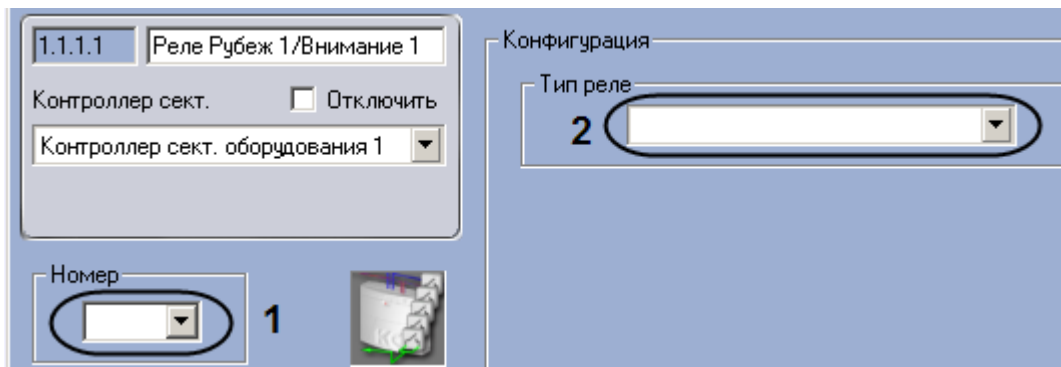 1.1.1.1 Реле Рубеж 1/Внимание 1
Контроллер сект. Отключить
Контроллер сект. оборудования 1
Номер
1
Конфигурация
Тип реле
2